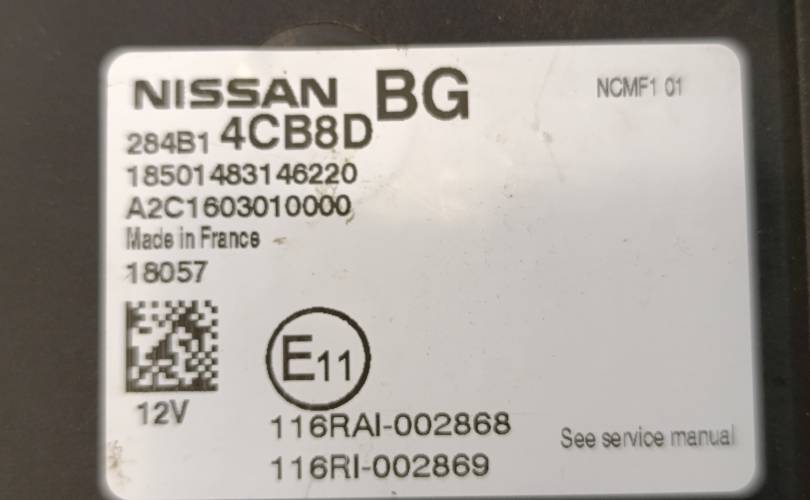 NISSAN BG
NCMF1 01
284B1 4CB8D
18501483146220
A2C1603010000
Made in France
18057
E11
12V
116RAI-002868
116RI-002869
See service manual